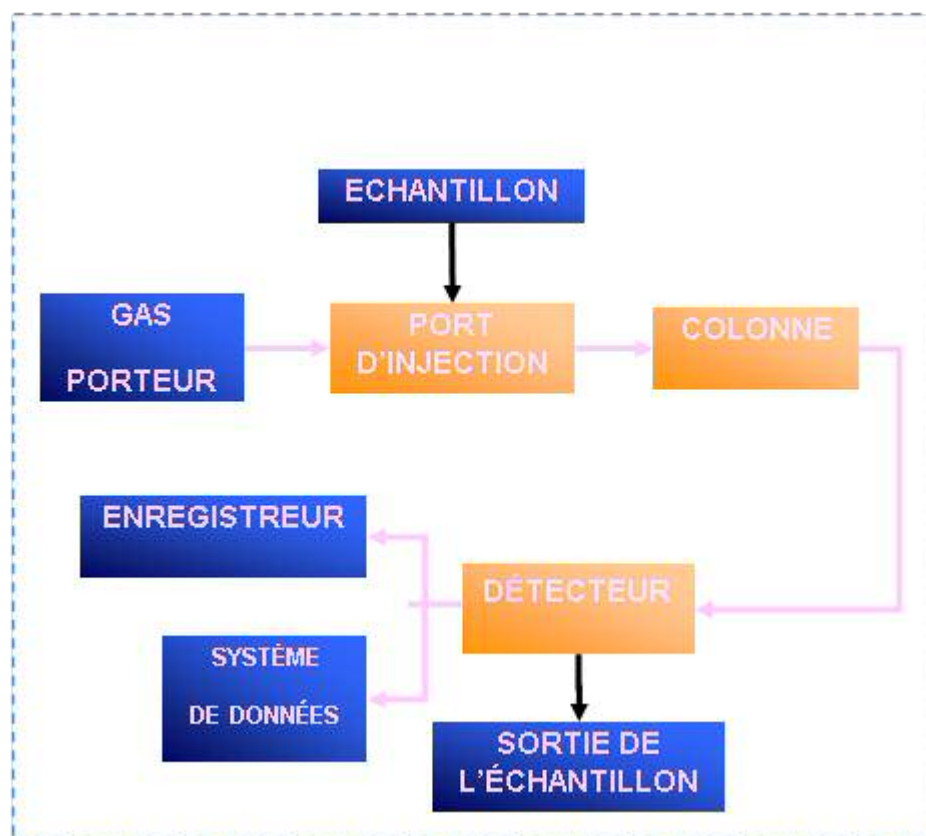 ECHANTILLON
GAS
PORTEUR
PORT
D'INJECTION
COLONNE
ENREGISTREUR
DÉTECTEUR
SYSTÈME
DE DONNÉES
SORTIE DE
L'ÉCHANTILLON